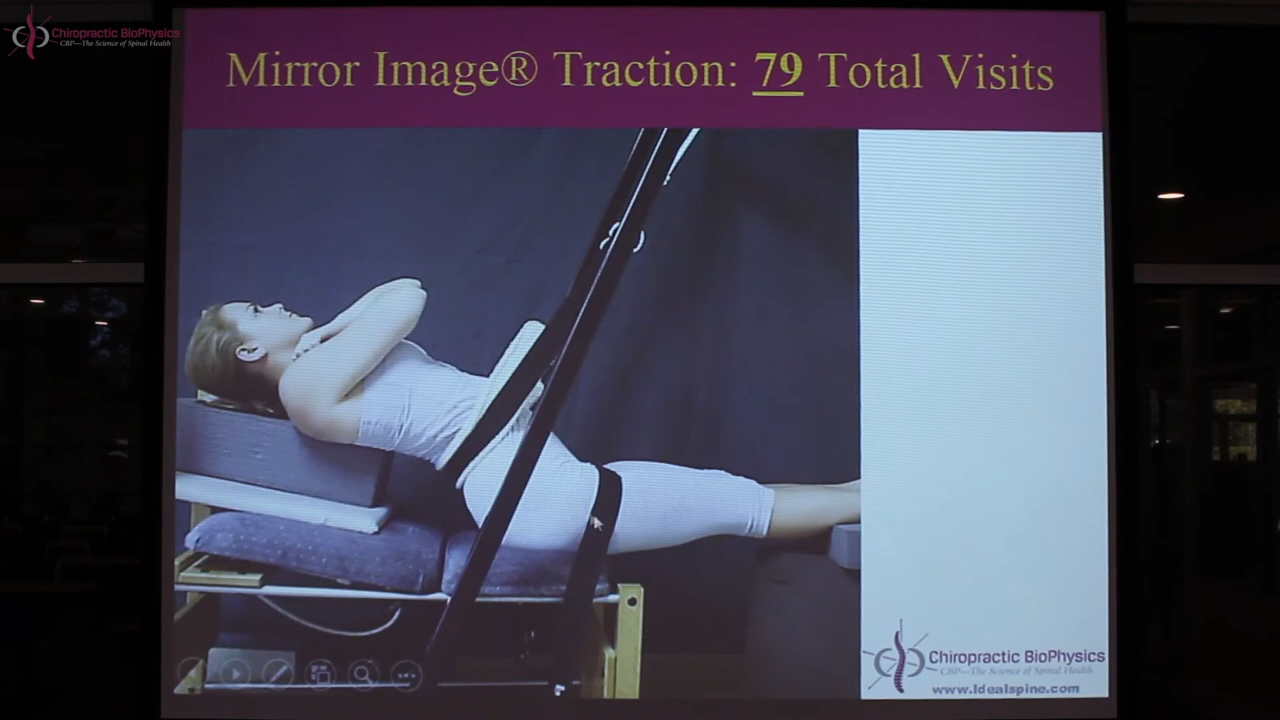 Chiropractic BioPhysics
CBP—The Science of Spinal Health
Mirror Image® Traction: 79 Total Visits
Chiropractic BioPhysics
CBP—The Science of Spinal Health
www.Idealspine.com